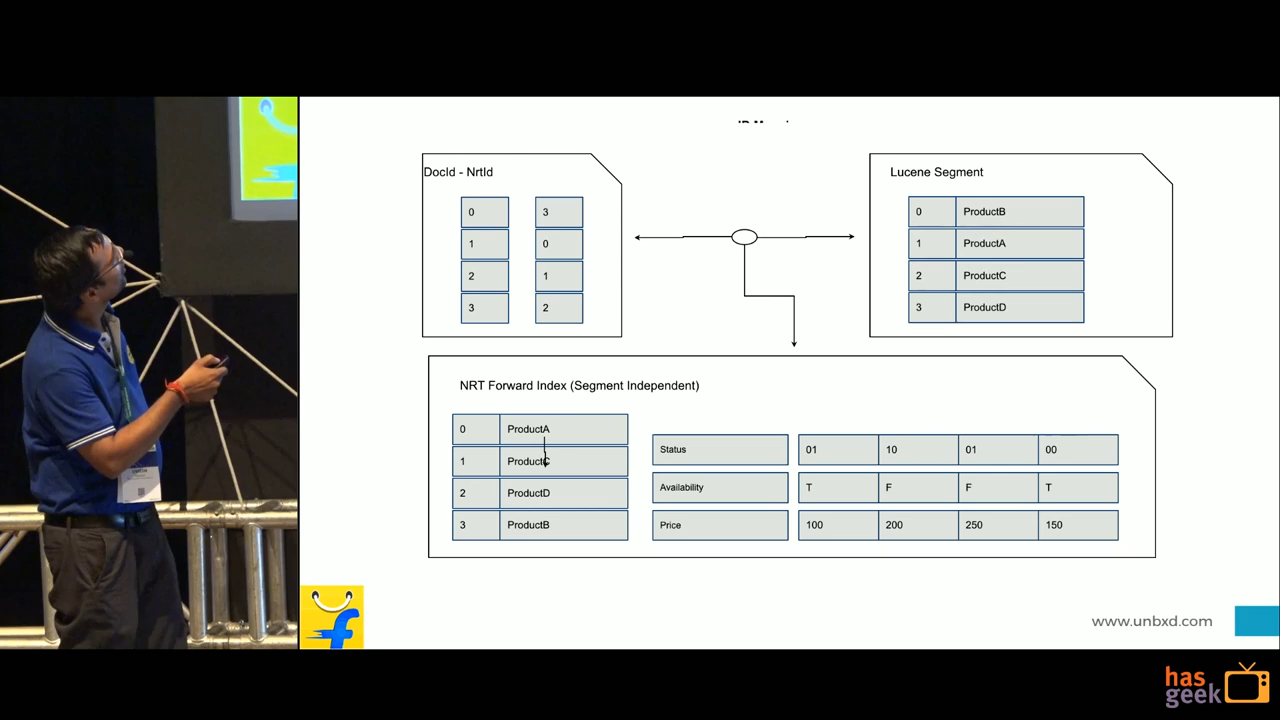 DocId - NrtId
0 3
1 0
2 1
3 2
Lucene Segment
0 ProductB
1 ProductA
2 ProductC
3 ProductD
NRT Forward Index (Segment Independent)
0 ProductA
1 ProductC
2 ProductD
3 ProductB
Status 01 10 01 00
Availability T F F T
Price 100 200 250 150
f
www.unbxd.com
has
geek